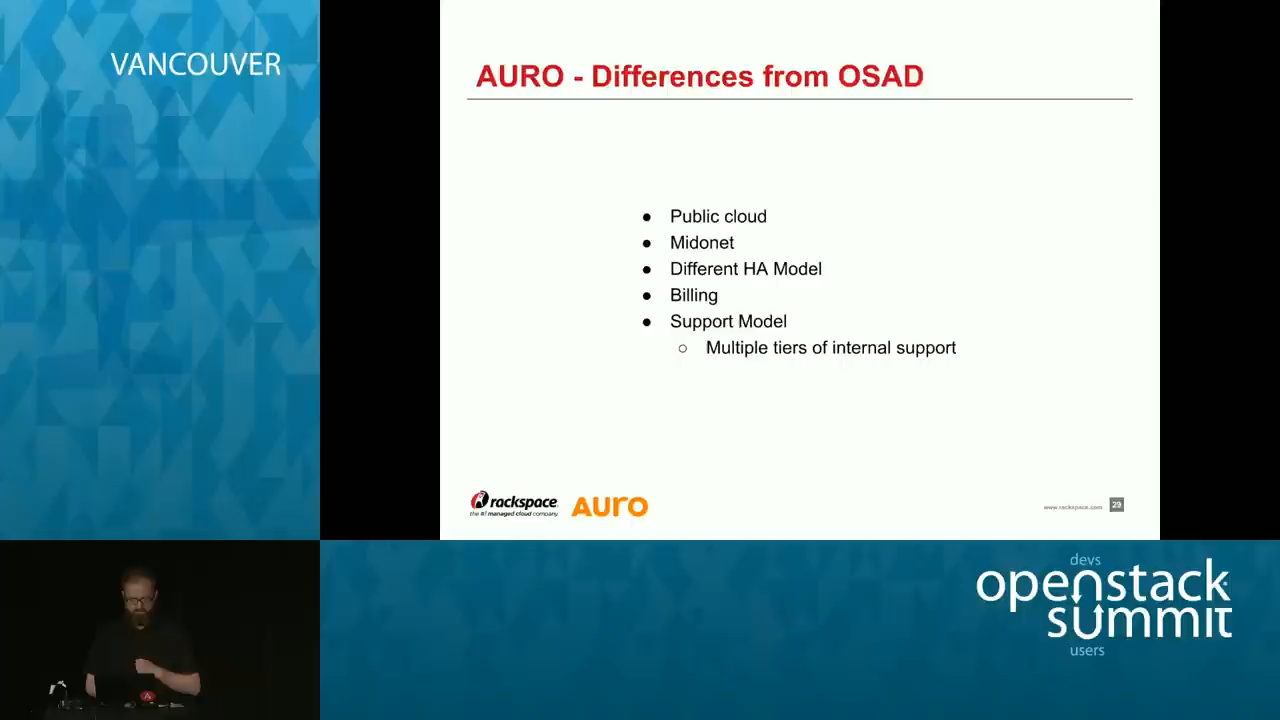 VANCOUVER
AURO - Differences from OSAD
● Public cloud
● Midonet
● Different HA Model
● Billing
● Support Model
○ Multiple tiers of internal support
rackspace
the #1 managed cloud company
AURO
www.rackspace.com 29
devs
openstack
summit
users